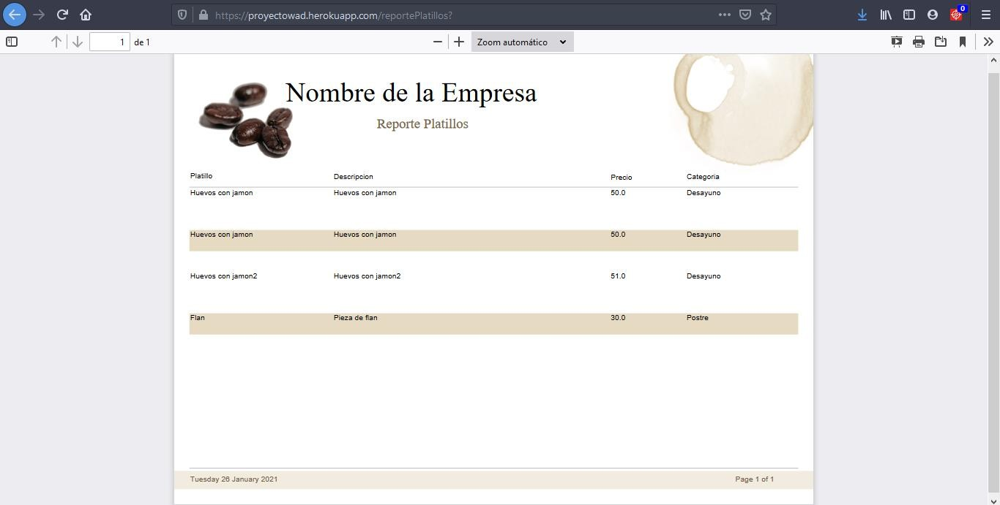 https://proyectowad.herokuapp.com/reportePlatillos?
0
1 de 1
Zoom automático
Nombre de la Empresa
Reporte Platillos
Platillo Descripcion Precio Categoria
Huevos con jamon Huevos con jamon 50.0 Desayuno
Huevos con jamon Huevos con jamon 50.0 Desayuno
Huevos con jamon2 Huevos con jamon2 51.0 Desayuno
Flan Pieza de flan 30.0 Postre
Tuesday 26 January 2021 Page 1 of 1